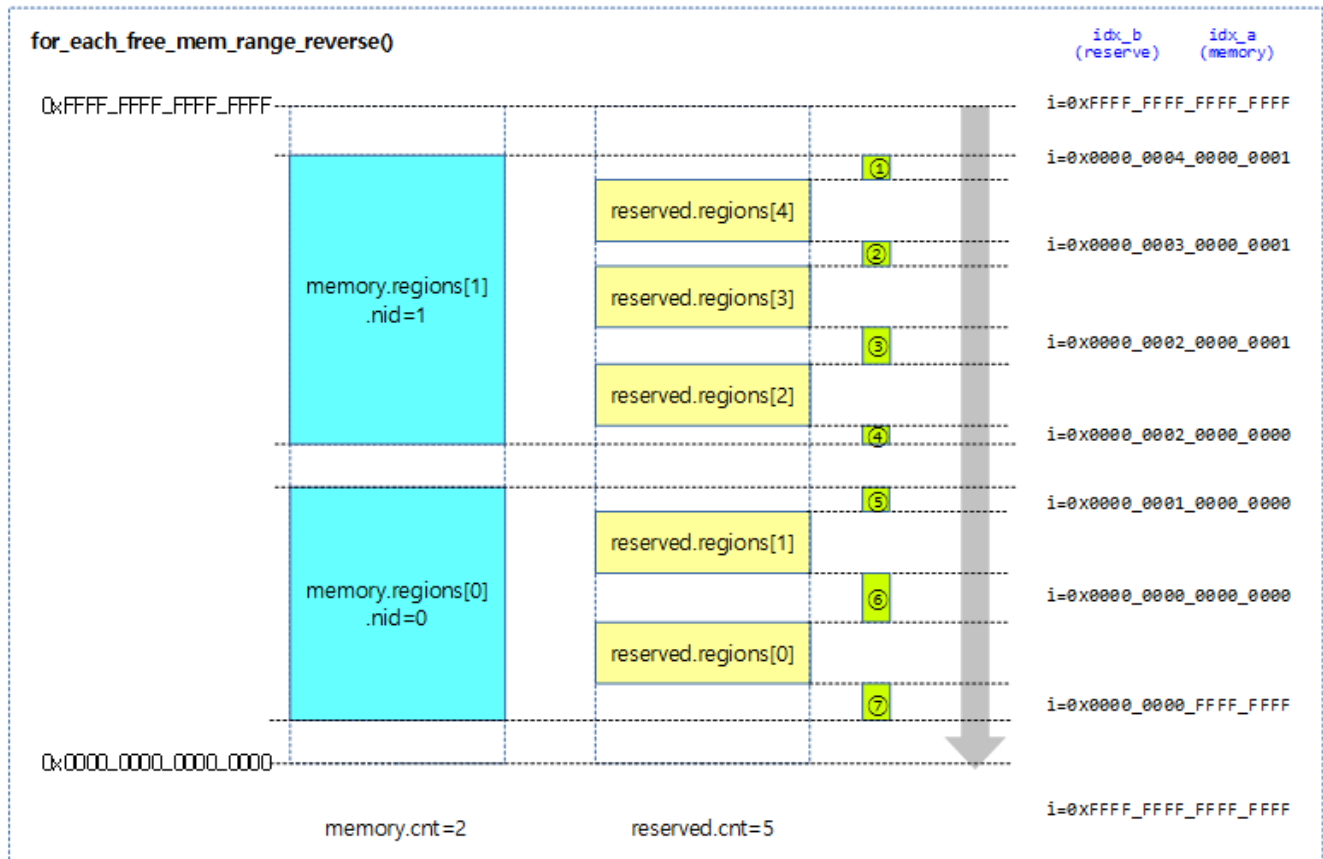 for_each_free_mem_range_reverse()
idx_b idx_a
(reserve) (memory)
0xFFFF_FFFF_FFFF_FFFF
i=0xFFFF_FFFF_FFFF_FFFF
i=0x0000_0004_0000_0001
①
reserved.regions[4]
②
i=0x0000_0003_0000_0001
memory.regions[1]
.nid=1
reserved.regions[3]
③
i=0x0000_0002_0000_0001
reserved.regions[2]
④
i=0x0000_0002_0000_0000
⑤
i=0x0000_0001_0000_0000
reserved.regions[1]
memory.regions[0]
.nid=0
⑥
i=0x0000_0000_0000_0000
reserved.regions[0]
⑦
i=0x0000_0000_FFFF_FFFF
0x0000_0000_0000_0000
i=0xFFFF_FFFF_FFFF_FFFF
memory.cnt=2
reserved.cnt=5